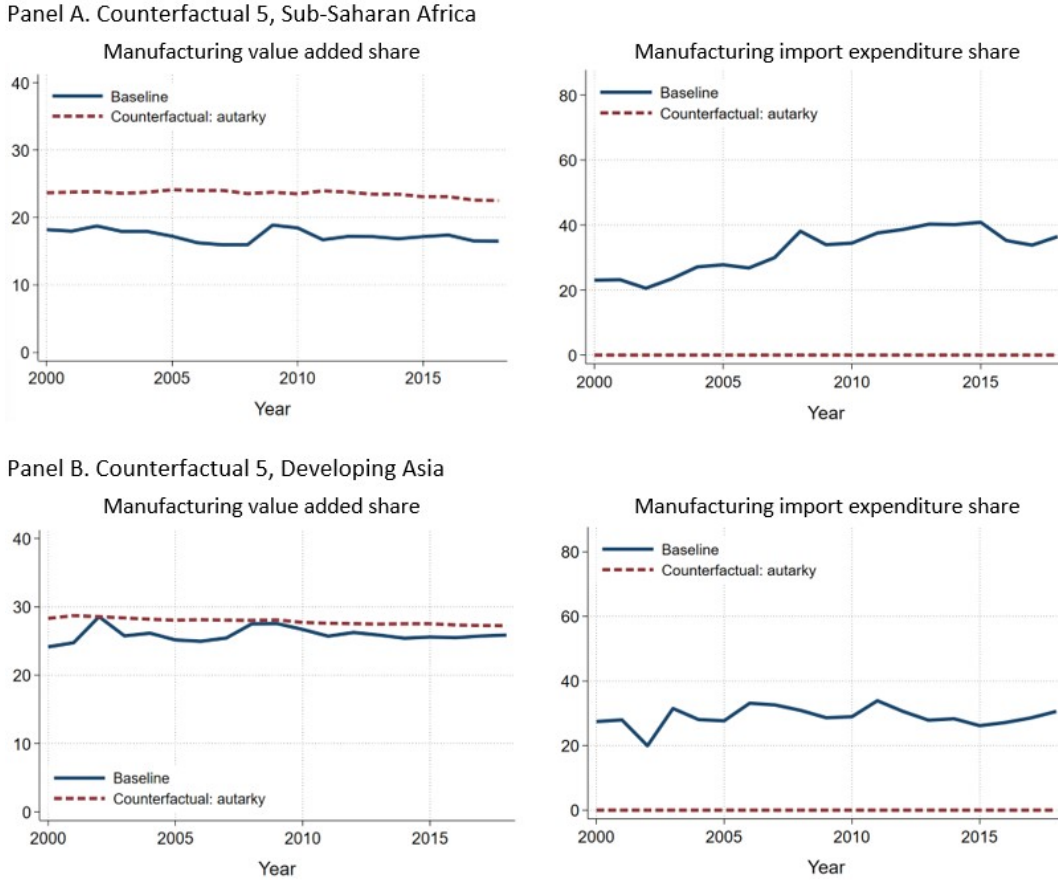 Panel A. Counterfactual 5, Sub-Saharan Africa
Manufacturing value added share
40
30
20
10
0
Baseline
Counterfactual: autarky
2000 2005 2010 2015
Year
Manufacturing import expenditure share
80
60
40
20
0
Baseline
Counterfactual: autarky
2000 2005 2010 2015
Year
Panel B. Counterfactual 5, Developing Asia
Manufacturing value added share
40
30
20
10
0
Baseline
Counterfactual: autarky
2000 2005 2010 2015
Year
Manufacturing import expenditure share
80
60
40
20
0
Baseline
Counterfactual: autarky
2000 2005 2010 2015
Year